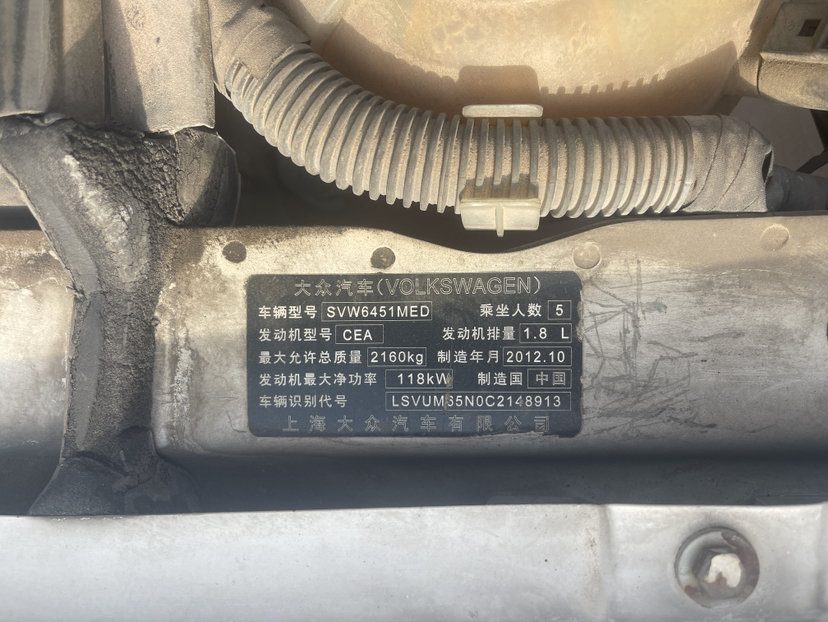 大众汽车(VOLKSWAGEN)
车辆型号 SVW6451MED 乘坐人数 5
发动机型号 CEA 发动机排量 1.8 L
最大允许总质量 2160kg 制造年月 2012.10
发动机最大净功率 118kW 制造国 中国
车辆识别代号 LSVUM65N0C2148913
上海大众汽车有限公司